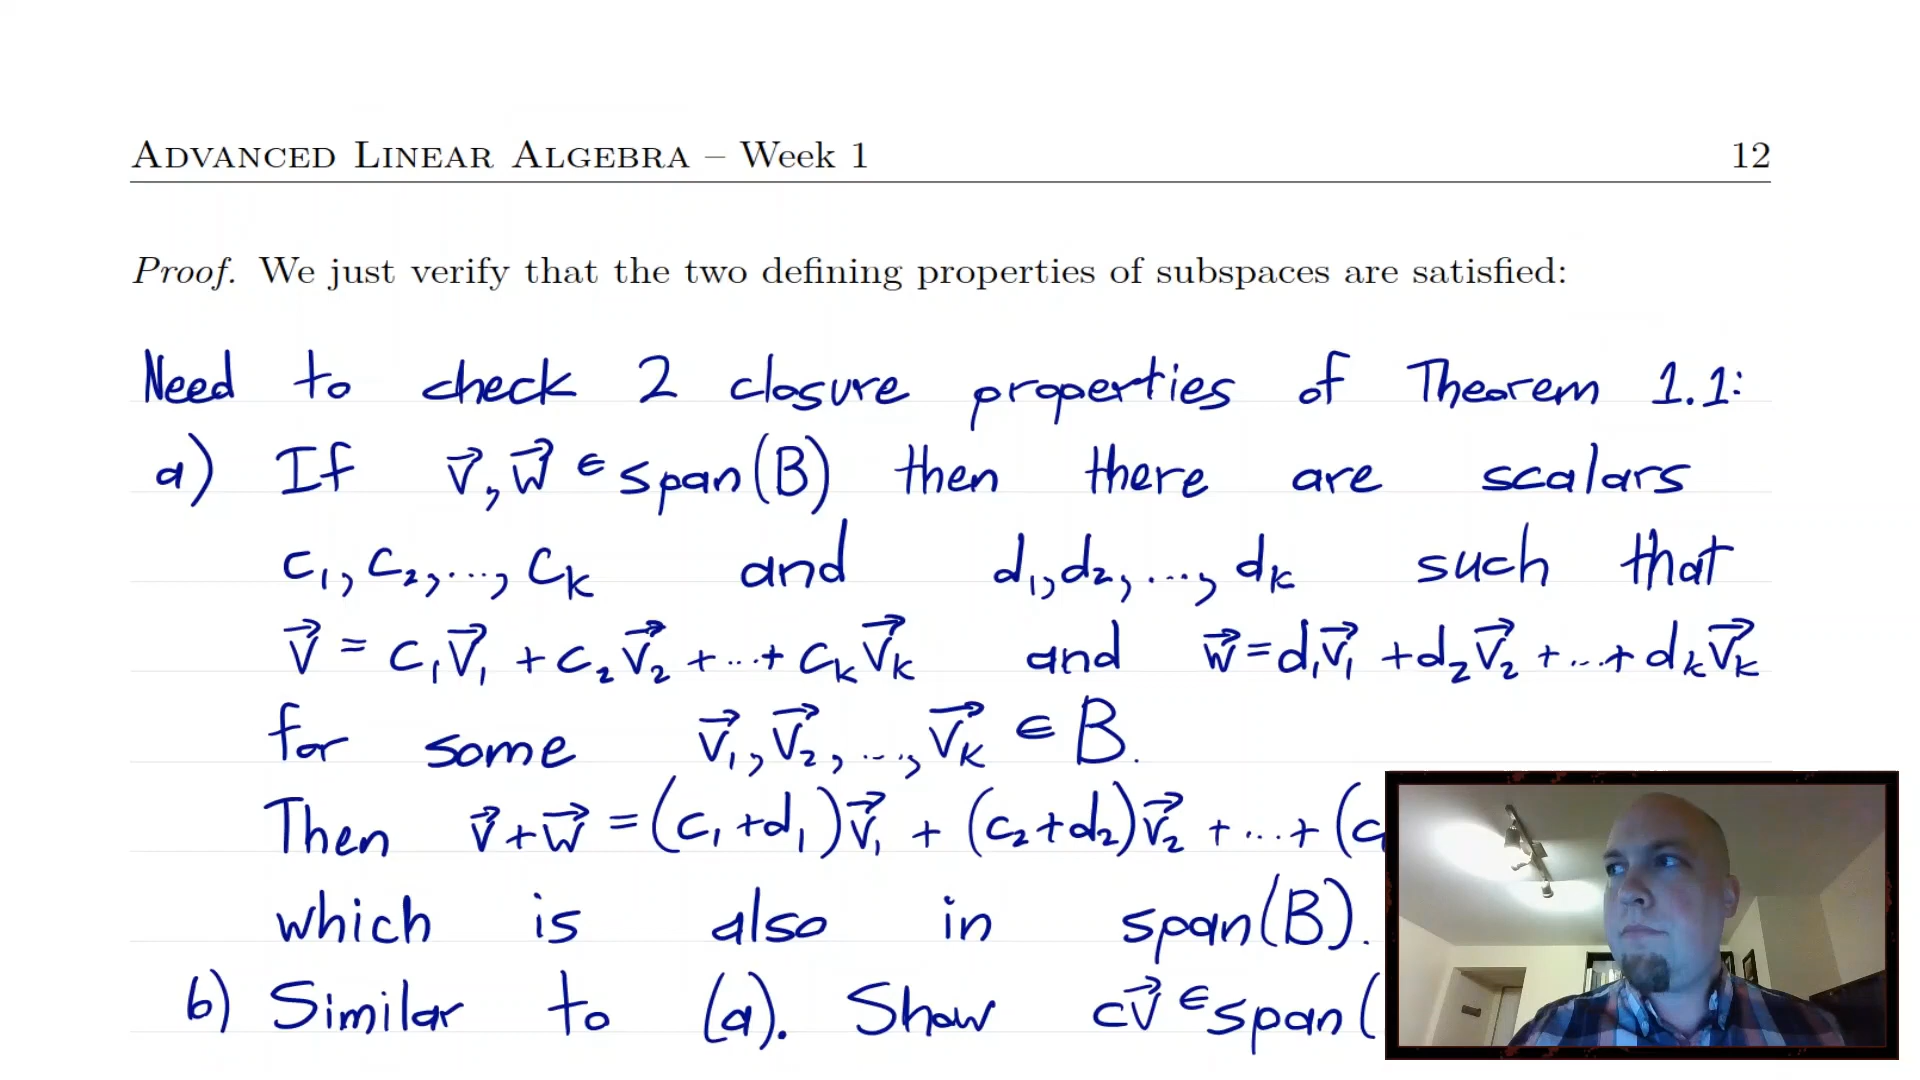 ADVANCED LINEAR ALGEBRA – Week 1 12
Proof. We just verify that the two defining properties of subspaces are satisfied:
Need to check 2 closure properties of Theorem 1.1:
a) If v⃗, w⃗ ∈ span(B) then there are scalars
c₁, c₂, ..., cₖ and d₁, d₂, ..., dₖ such that
v⃗ = c₁v⃗₁ + c₂v⃗₂ + ... + cₖv⃗ₖ and w⃗ = d₁v⃗₁ + d₂v⃗₂ + ... + dₖv⃗ₖ
for some v⃗₁, v⃗₂, ..., v⃗ₖ ∈ B.
Then v⃗ + w⃗ = (c₁ + d₁)v⃗₁ + (c₂ + d₂)v⃗₂ + ... + (c
which is also in span(B).
b) Similar to (a). Show cv⃗ ∈ span(